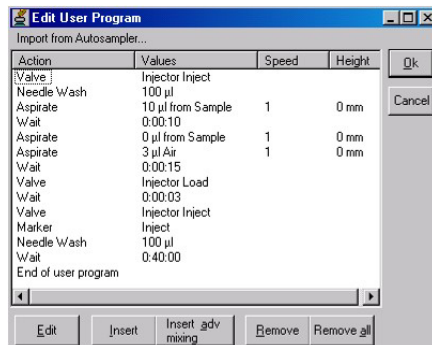 Edit User Program
Import from Autosampler...
Action Values Speed Height
Valve Injector Inject
Needle Wash 100 µl
Aspirate 10 µl from Sample 1 0 mm
Wait 0:00:10
Aspirate 0 µl from Sample 1 0 mm
Aspirate 3 µl Air 1 0 mm
Wait 0:00:15
Valve Injector Load
Wait 0:00:03
Valve Injector Inject
Marker Inject
Needle Wash 100 µl
Wait 0:40:00
End of user program
Ok
Cancel
Edit Insert Insert adv mixing Remove Remove all